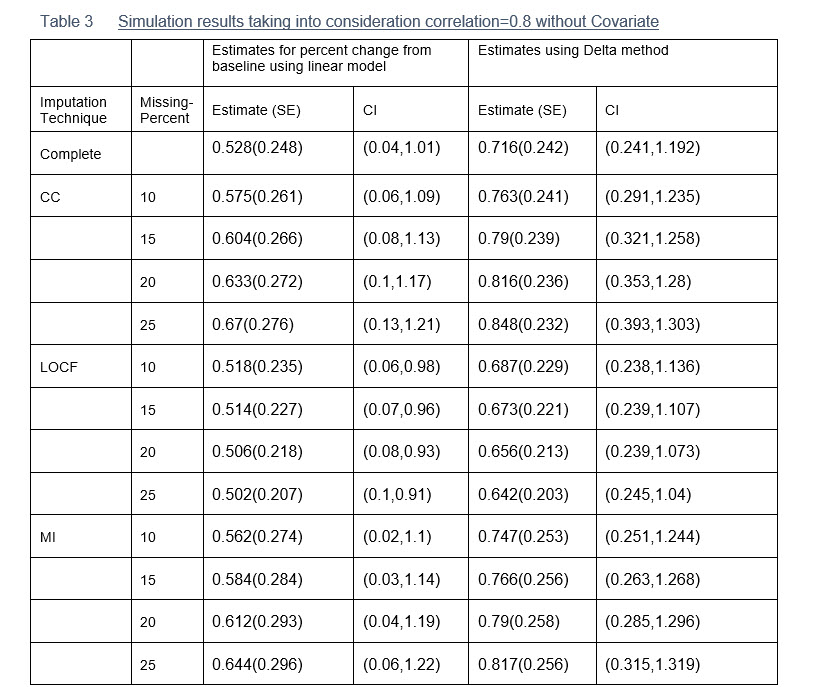 Table 3 Simulation results taking into consideration correlation=0.8 without Covariate
Estimates for percent change from
baseline using linear model
Estimates using Delta method
Imputation
Technique
Missing-
Percent
Estimate (SE) CI Estimate (SE) CI
Complete 0.528(0.248) (0.04,1.01) 0.716(0.242) (0.241,1.192)
CC 10 0.575(0.261) (0.06,1.09) 0.763(0.241) (0.291,1.235)
15 0.604(0.266) (0.08,1.13) 0.79(0.239) (0.321,1.258)
20 0.633(0.272) (0.1,1.17) 0.816(0.236) (0.353,1.28)
25 0.67(0.276) (0.13,1.21) 0.848(0.232) (0.393,1.303)
LOCF 10 0.518(0.235) (0.06,0.98) 0.687(0.229) (0.238,1.136)
15 0.514(0.227) (0.07,0.96) 0.673(0.221) (0.239,1.107)
20 0.506(0.218) (0.08,0.93) 0.656(0.213) (0.239,1.073)
25 0.502(0.207) (0.1,0.91) 0.642(0.203) (0.245,1.04)
MI 10 0.562(0.274) (0.02,1.1) 0.747(0.253) (0.251,1.244)
15 0.584(0.284) (0.03,1.14) 0.766(0.256) (0.263,1.268)
20 0.612(0.293) (0.04,1.19) 0.79(0.258) (0.285,1.296)
25 0.644(0.296) (0.06,1.22) 0.817(0.256) (0.315,1.319)